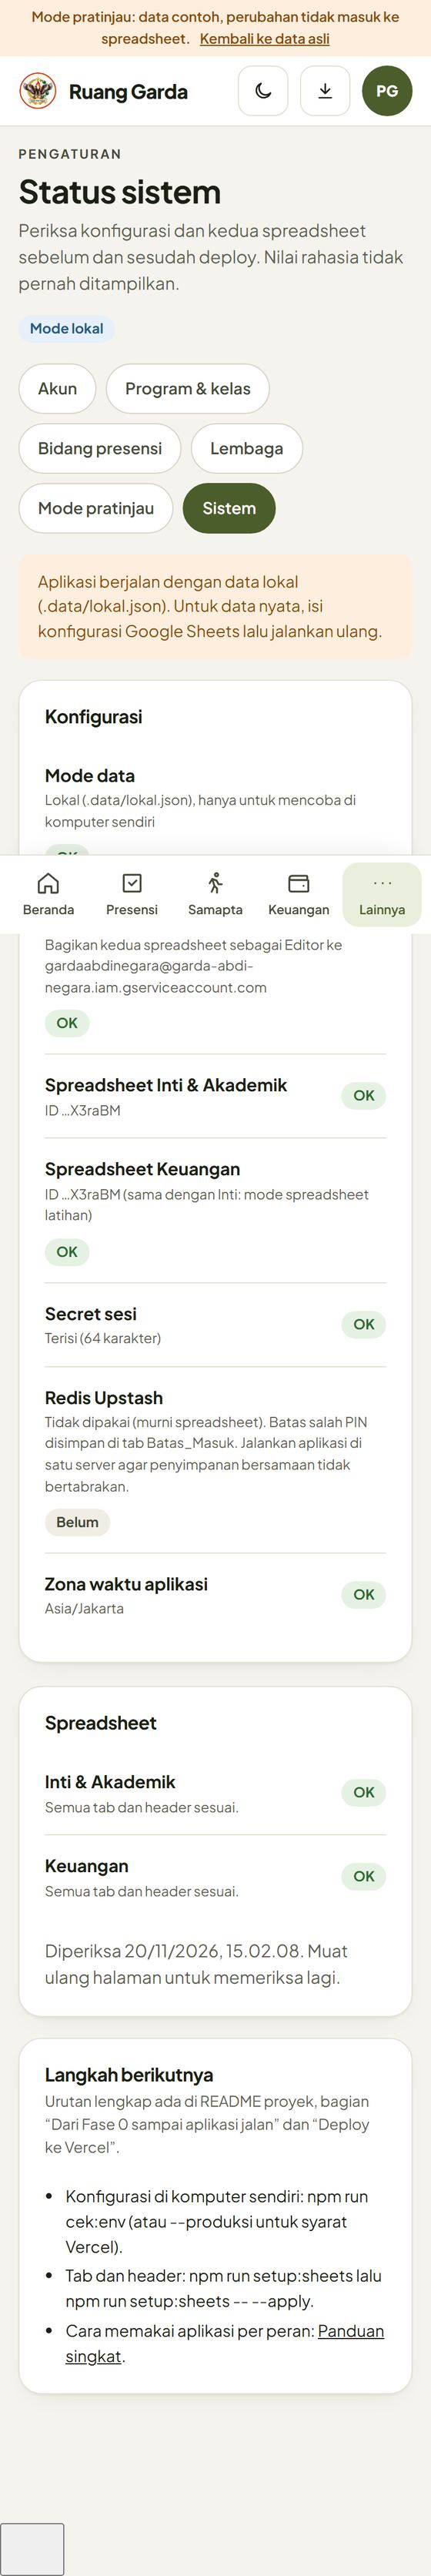 Mode pratinjau: data contoh, perubahan tidak masuk ke
spreadsheet. Kembali ke data asli
Ruang Garda
PG
PENGATURAN
Status sistem
Periksa konfigurasi dan kedua spreadsheet
sebelum dan sesudah deploy. Nilai rahasia tidak
pernah ditampilkan.
Mode lokal
Akun
Program & kelas
Bidang presensi
Lembaga
Mode pratinjau
Sistem
Aplikasi berjalan dengan data lokal
(.data/lokal.json). Untuk data nyata, isi
konfigurasi Google Sheets lalu jalankan ulang.
Konfigurasi
Mode data
Lokal (.data/lokal.json), hanya untuk mencoba di
komputer sendiri
OK
Beranda
Presensi
Samapta
Keuangan
Lainnya
Bagikan kedua spreadsheet sebagai Editor ke
gardaabdinegara@garda-abdi-
negara.iam.gserviceaccount.com
OK
Spreadsheet Inti & Akademik
OK
ID …X3raBM
Spreadsheet Keuangan
ID …X3raBM (sama dengan Inti: mode spreadsheet
latihan)
OK
Secret sesi
OK
Terisi (64 karakter)
Redis Upstash
Tidak dipakai (murni spreadsheet). Batas salah PIN
disimpan di tab Batas_Masuk. Jalankan aplikasi di
satu server agar penyimpanan bersamaan tidak
bertabrakan.
Belum
Zona waktu aplikasi
OK
Asia/Jakarta
Spreadsheet
Inti & Akademik
OK
Semua tab dan header sesuai.
Keuangan
OK
Semua tab dan header sesuai.
Diperiksa 20/11/2026, 15.02.08. Muat
ulang halaman untuk memeriksa lagi.
Langkah berikutnya
Urutan lengkap ada di README proyek, bagian
“Dari Fase 0 sampai aplikasi jalan” dan “Deploy
ke Vercel”.
• Konfigurasi di komputer sendiri: npm run
cek:env (atau --produksi untuk syarat
Vercel).
• Tab dan header: npm run setup:sheets lalu
npm run setup:sheets -- --apply.
• Cara memakai aplikasi per peran: Panduan
singkat.